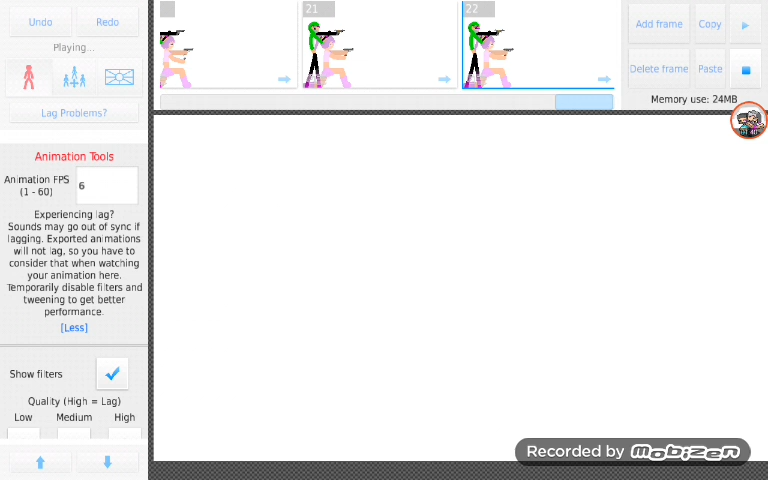 Undo
Redo
Playing...
Lag Problems?
21
22
Add frame
Copy
Delete frame
Paste
Memory use: 24MB
Animation Tools
Animation FPS
(1 - 60)
6
Experiencing lag?
Sounds may go out of sync if
lagging. Exported animations
will not lag, so you have to
consider that when watching
your animation here.
Temporarily disable filters and
tweening to get better
performance.
[Less]
Show filters
Quality (High = Lag)
Low
Medium
High
Recorded by mobizen